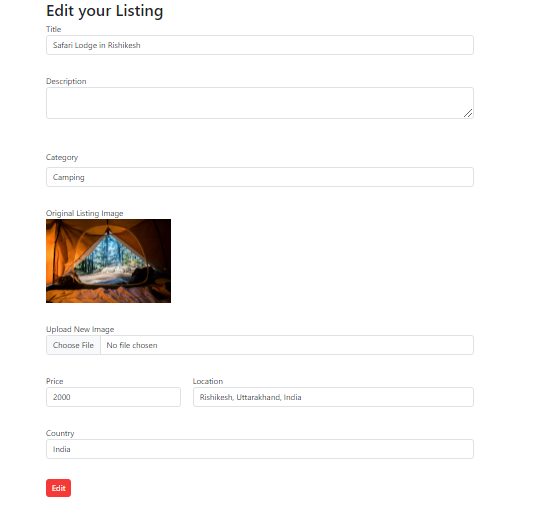 Edit your Listing
Title
Safari Lodge in Rishikesh
Description
Category
Camping
Original Listing Image
Upload New Image
Choose File No file chosen
Price
Location
2000
Rishikesh, Uttarakhand, India
Country
India
Edit